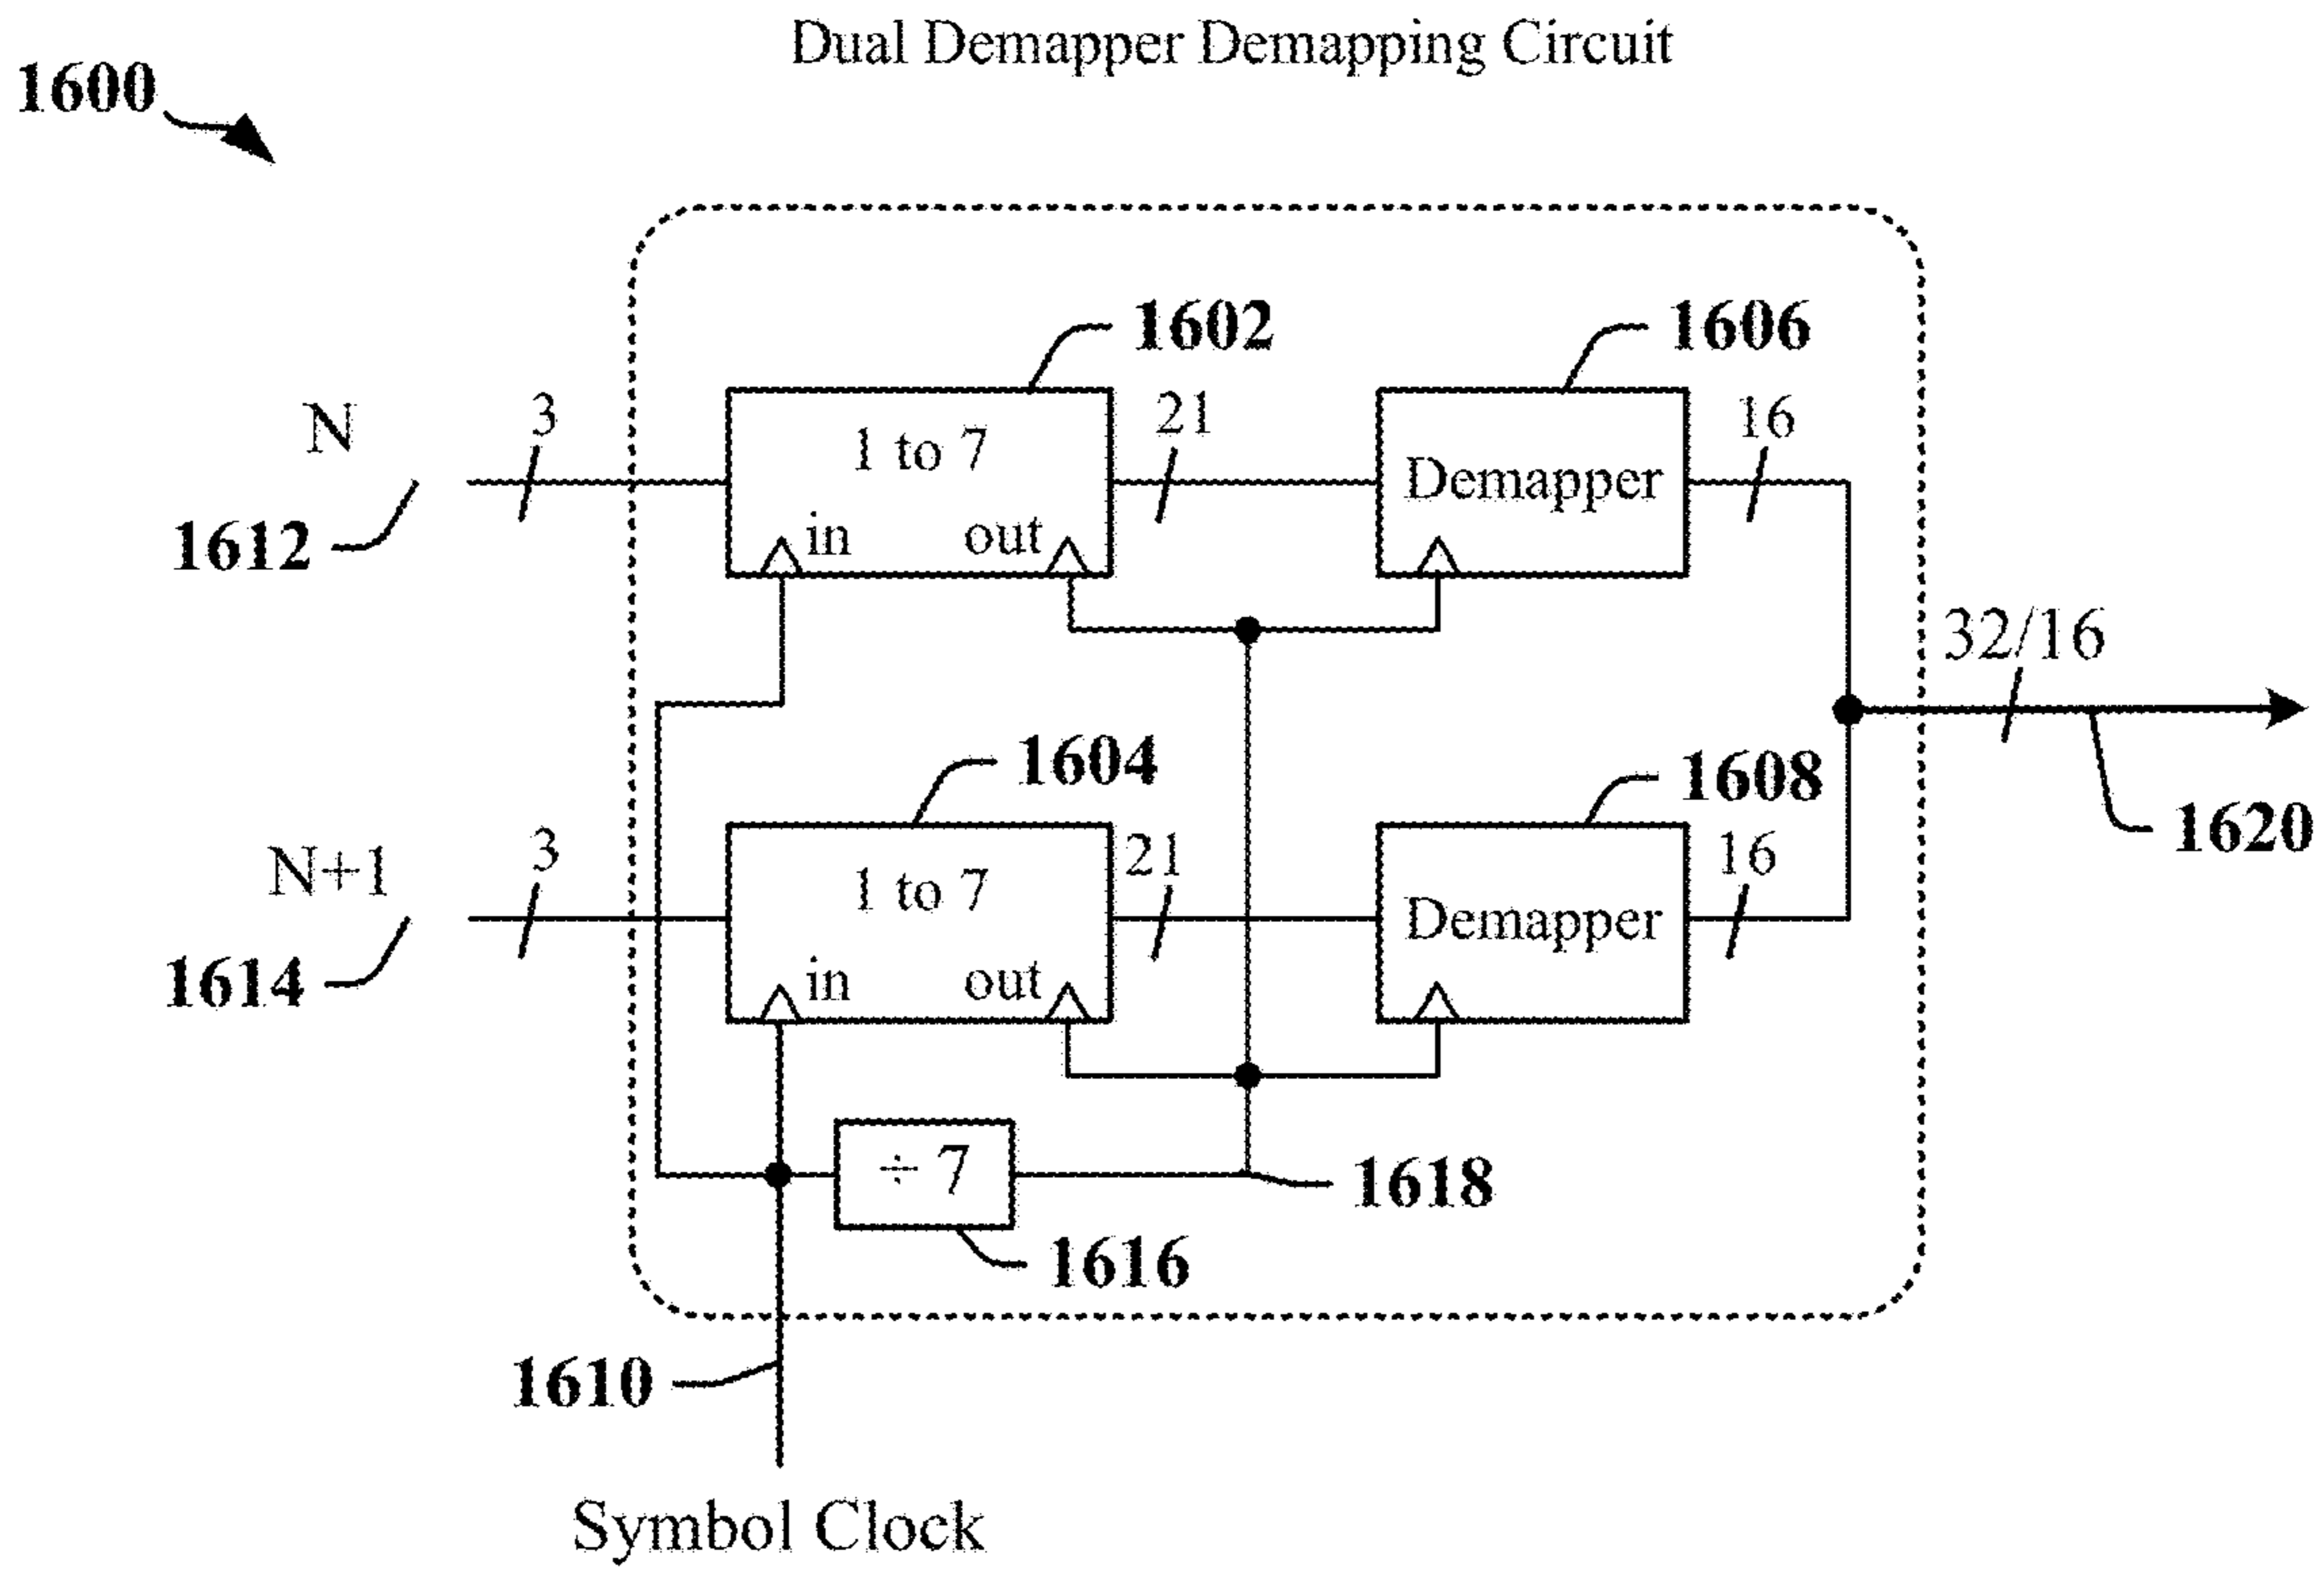 Dual Demapper Demapping Circuit
1600
1602
1606
N
3
1 to 7
21
Demapper
16
1612
in
out
32/16
1604
1608
1620
N+1
3
1 to 7
21
Demapper
16
1614
in
out
÷ 7
1618
1616
1610
Symbol Clock